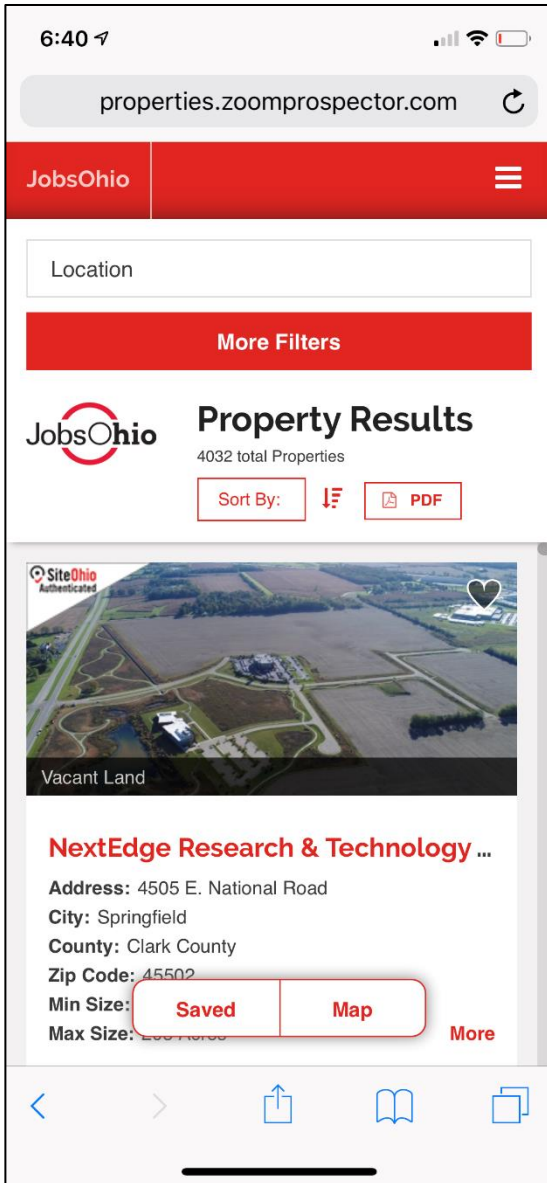 6:40
properties.zoomprospector.com
JobsOhio
Location
More Filters
JobsOhio
Property Results
4032 total Properties
Sort By:
PDF
SiteOhio
Authenticated
Vacant Land
NextEdge Research & Technology ...
Address: 4505 E. National Road
City: Springfield
County: Clark County
Zip Code: 45502
Min Size:
Saved Map
Max Size:
More